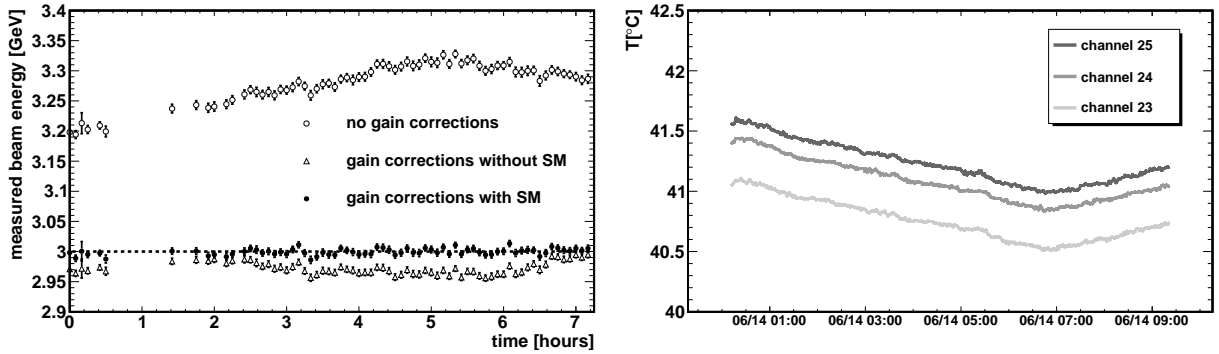 measured beam energy [GeV]
3.4
3.35
3.3
3.25
3.2
3.15
3.1
3.05
3
2.95
2.9
no gain corrections
gain corrections without SM
gain corrections with SM
0 1 2 3 4 5 6 7
time [hours]
T[°C]
42.5
42
41.5
41
40.5
40
channel 25
channel 24
channel 23
06/14 01:00 06/14 03:00 06/14 05:00 06/14 07:00 06/14 09:00